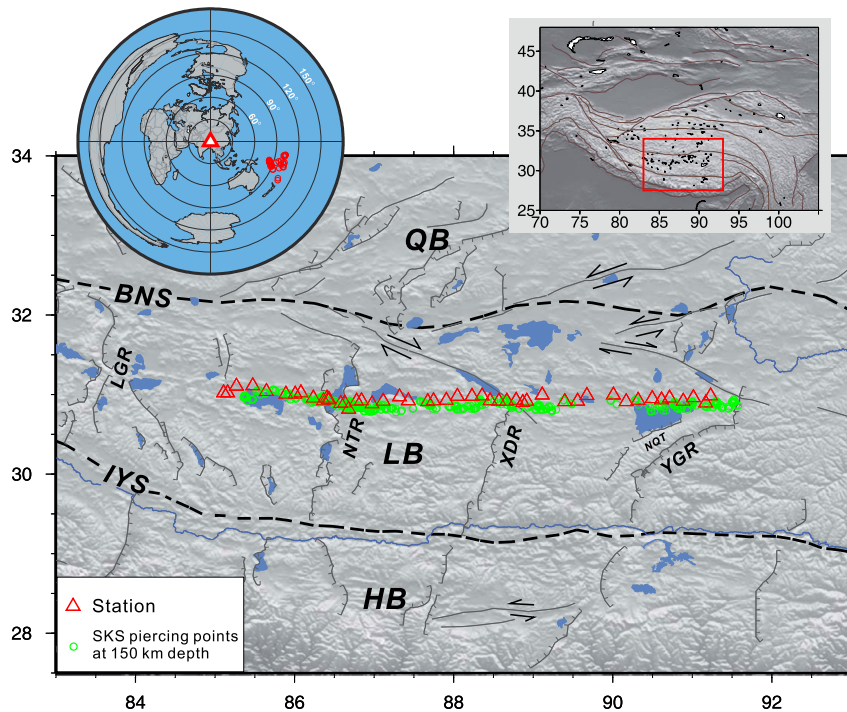 60°
90°
120°
150°
45
40
35
30
25
70
75
80
85
90
95
100
34
32
30
28
QB
BNS
LGR
NTR
LB
XDR
NQT
YGR
IYS
HB
Station
SKS piercing points
at 150 km depth
84
86
88
90
92